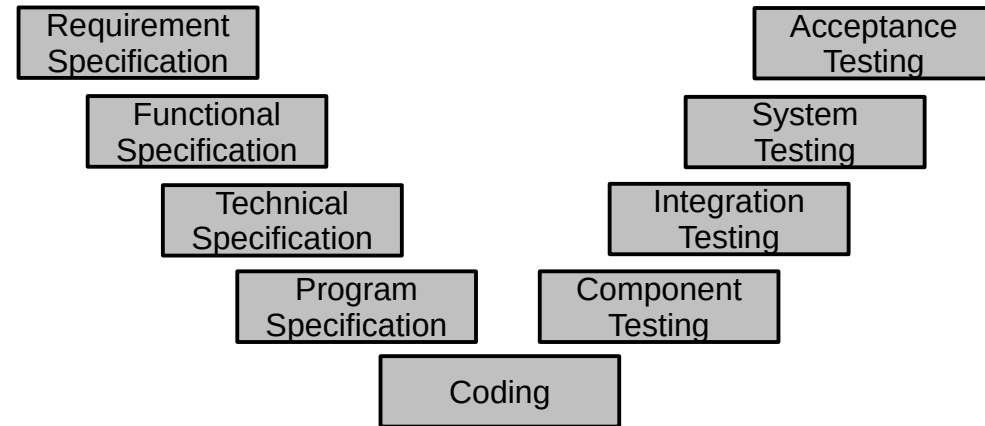 Requirement
Specification
Acceptance
Testing
Functional
Specification
System
Testing
Technical
Specification
Integration
Testing
Program
Specification
Component
Testing
Coding